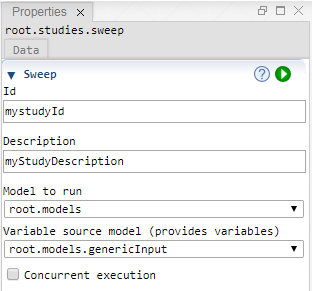 Properties
root.studies.sweep
Data
Sweep
Id
mystudyId
Description
myStudyDescription
Model to run
root.models
Variable source model (provides variables)
root.models.genericInput
Concurrent execution